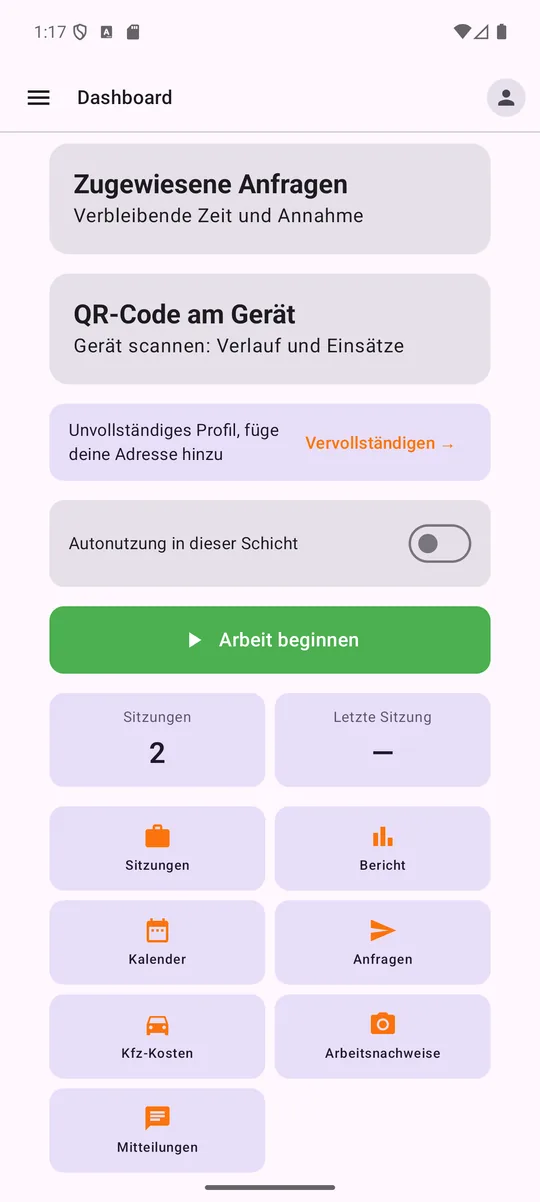 1:17
Dashboard
Zugewiesene Anfragen
Verbleibende Zeit und Annahme
QR-Code am Gerät
Gerät scannen: Verlauf und Einsätze
Unvollständiges Profil, füge
deine Adresse hinzu
Vervollständigen →
Autonutzung in dieser Schicht
Arbeit beginnen
Sitzungen
2
Letzte Sitzung
—
Sitzungen
Bericht
Kalender
Anfragen
Kfz-Kosten
Arbeitsnachweise
Mitteilungen